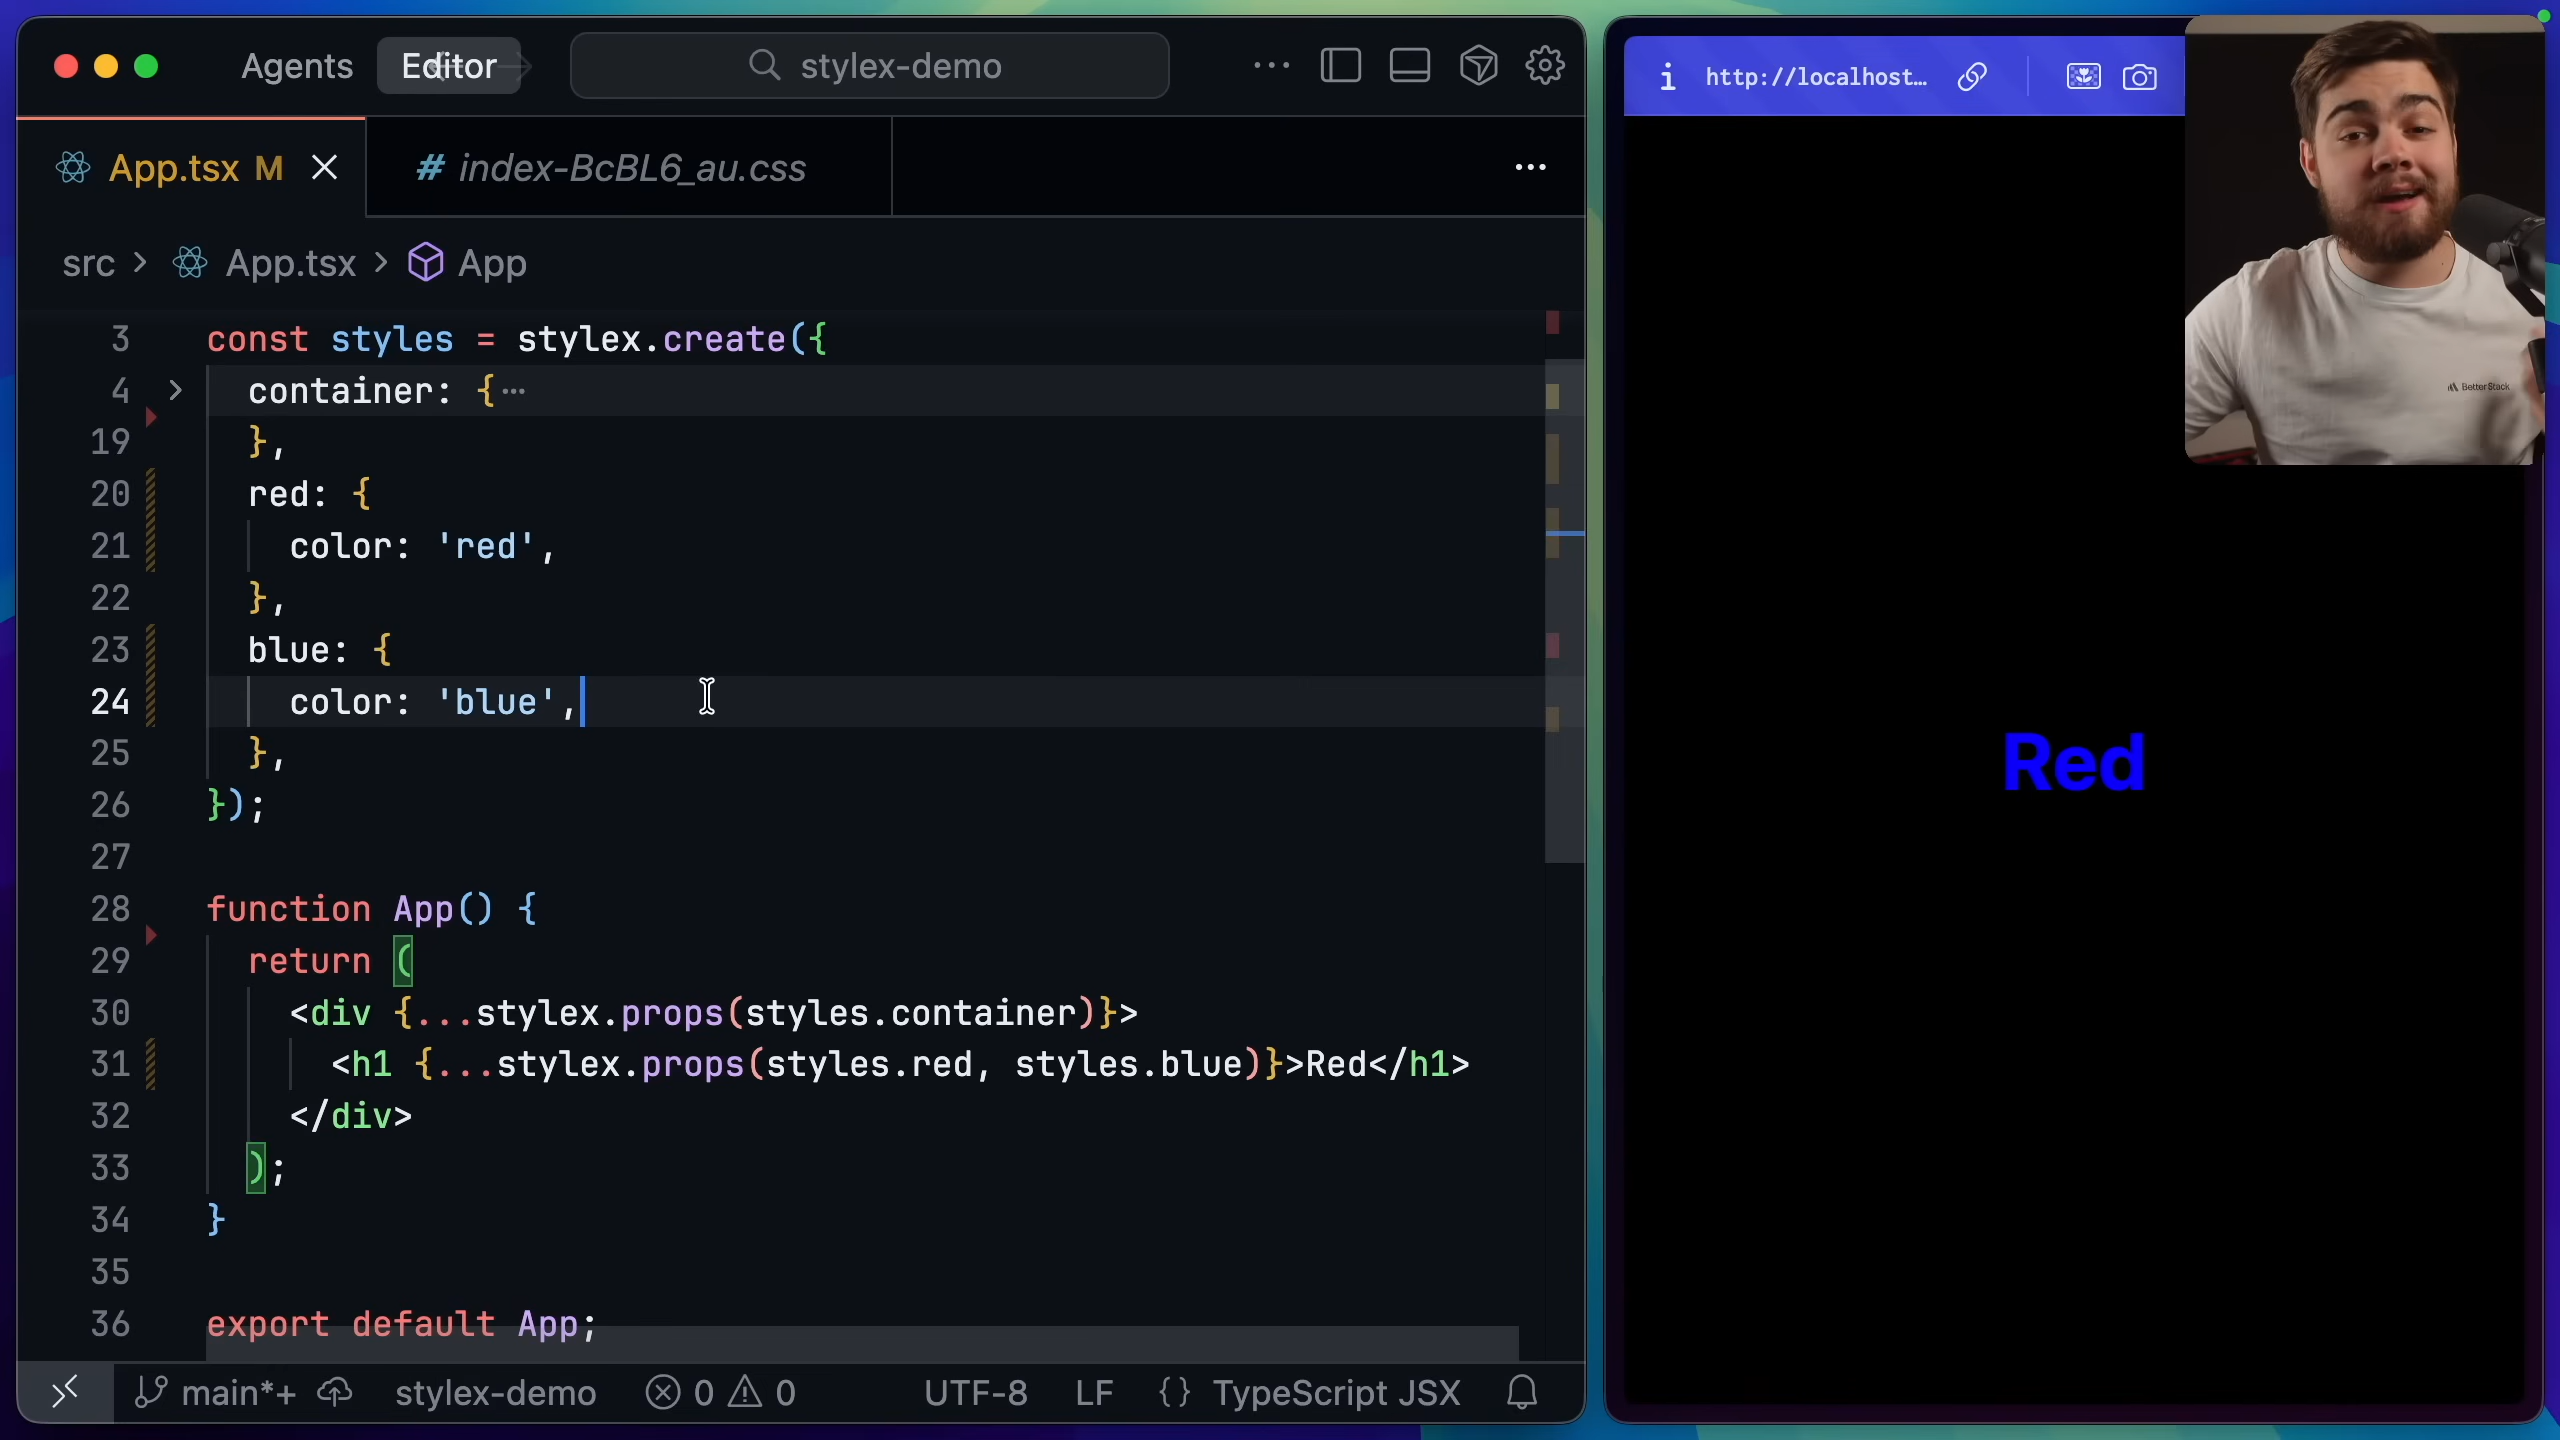 Agents Editor stylex-demo
App.tsx M # index-BcBL6_au.css
src > App.tsx > App
3 const styles = stylex.create({
4 container: {···
19 },
20 red: {
21 color: 'red',
22 },
23 blue: {
24 color: 'blue',
25 },
26 });
27
28 function App() {
29 return (
30 <div {...stylex.props(styles.container)}>
31 <h1 {...stylex.props(styles.red, styles.blue)}>Red</h1>
32 </div>
33 );
34 }
35
36 export default App;
main*+ stylex-demo 0 0 UTF-8 LF {} TypeScript JSX
i http://localhost…
Better Stack
Red